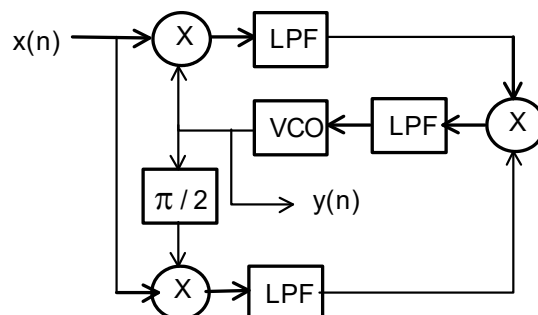 x(n)
X
LPF
VCO
LPF
X
π / 2
y(n)
X
LPF